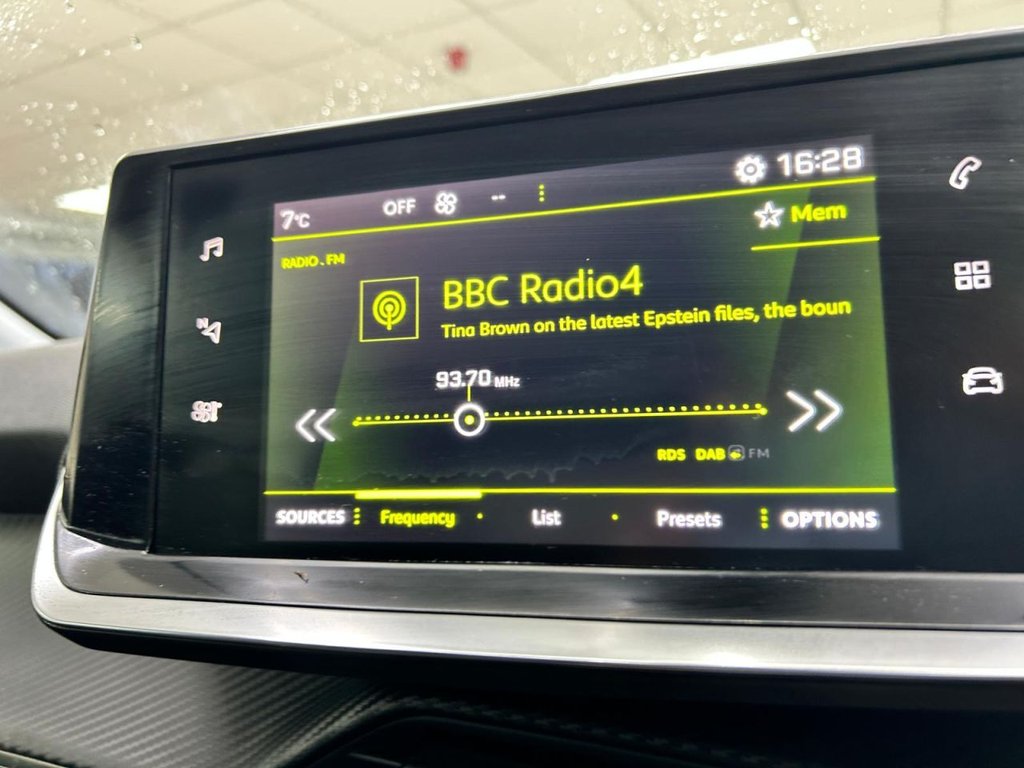 7°C OFF -- 16:28
Mem
RADIO . FM
BBC Radio4
Tina Brown on the latest Epstein files, the boun
93.70 MHz
RDS DAB FM
SOURCES Frequency List Presets OPTIONS